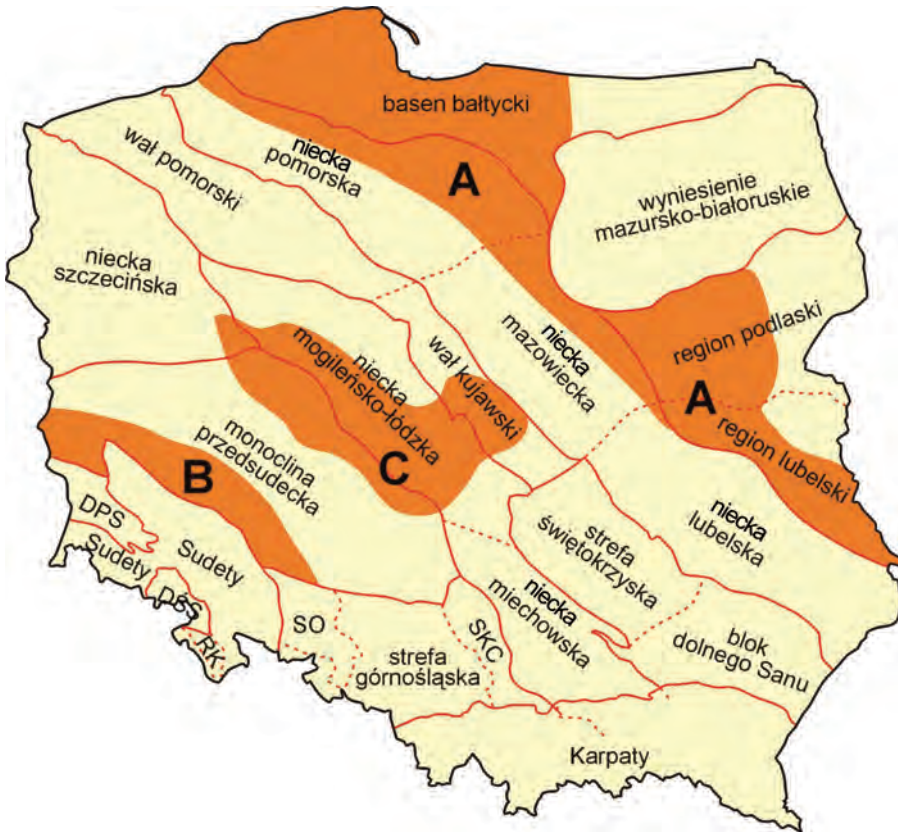 basen bałtycki
A
niecka
pomorska
wał pomorski
wyniesienie
mazursko-białoruskie
niecka
szczecińska
niecka
mogileńsko-łódzka
wał kujawski
niecka
mazowiecka
region podlaski
A
region lubelski
monoclina
przedsudecka
B
C
niecka
lubelska
strefa
świętokrzyska
DPS
Sudety
Sudety
DŚS
RK
SO
SKC
strefa
górnośląska
niecka
miechowska
blok
dolnego Sanu
Karpaty